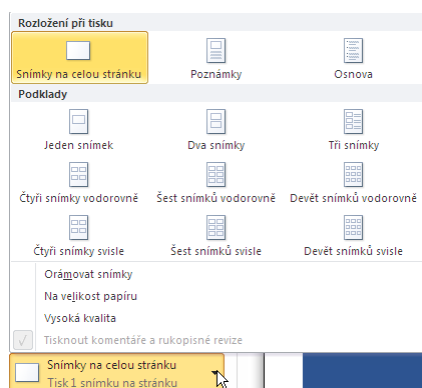 Rozložení při tisku
Snímky na celou stránku Poznámky Osnova
Podklady
Jeden snímek Dva snímky Tři snímky
Čtyři snímky vodorovně Šest snímků vodorovně Devět snímků vodorovně
Čtyři snímky svisle Šest snímků svisle Devět snímků svisle
Orámovat snímky
Na velikost papíru
Vysoká kvalita
Tisknout komentáře a rukopisné revize
Snímky na celou stránku
Tisk 1 snímku na stránku